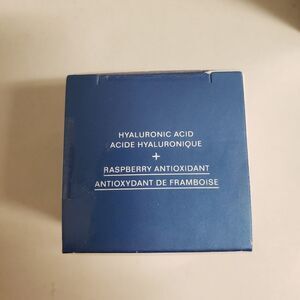 HYALURONIC ACID
ACIDE HYALURONIQUE
+
RASPBERRY ANTIOXIDANT
ANTIOXYDANT DE FRAMBOISE